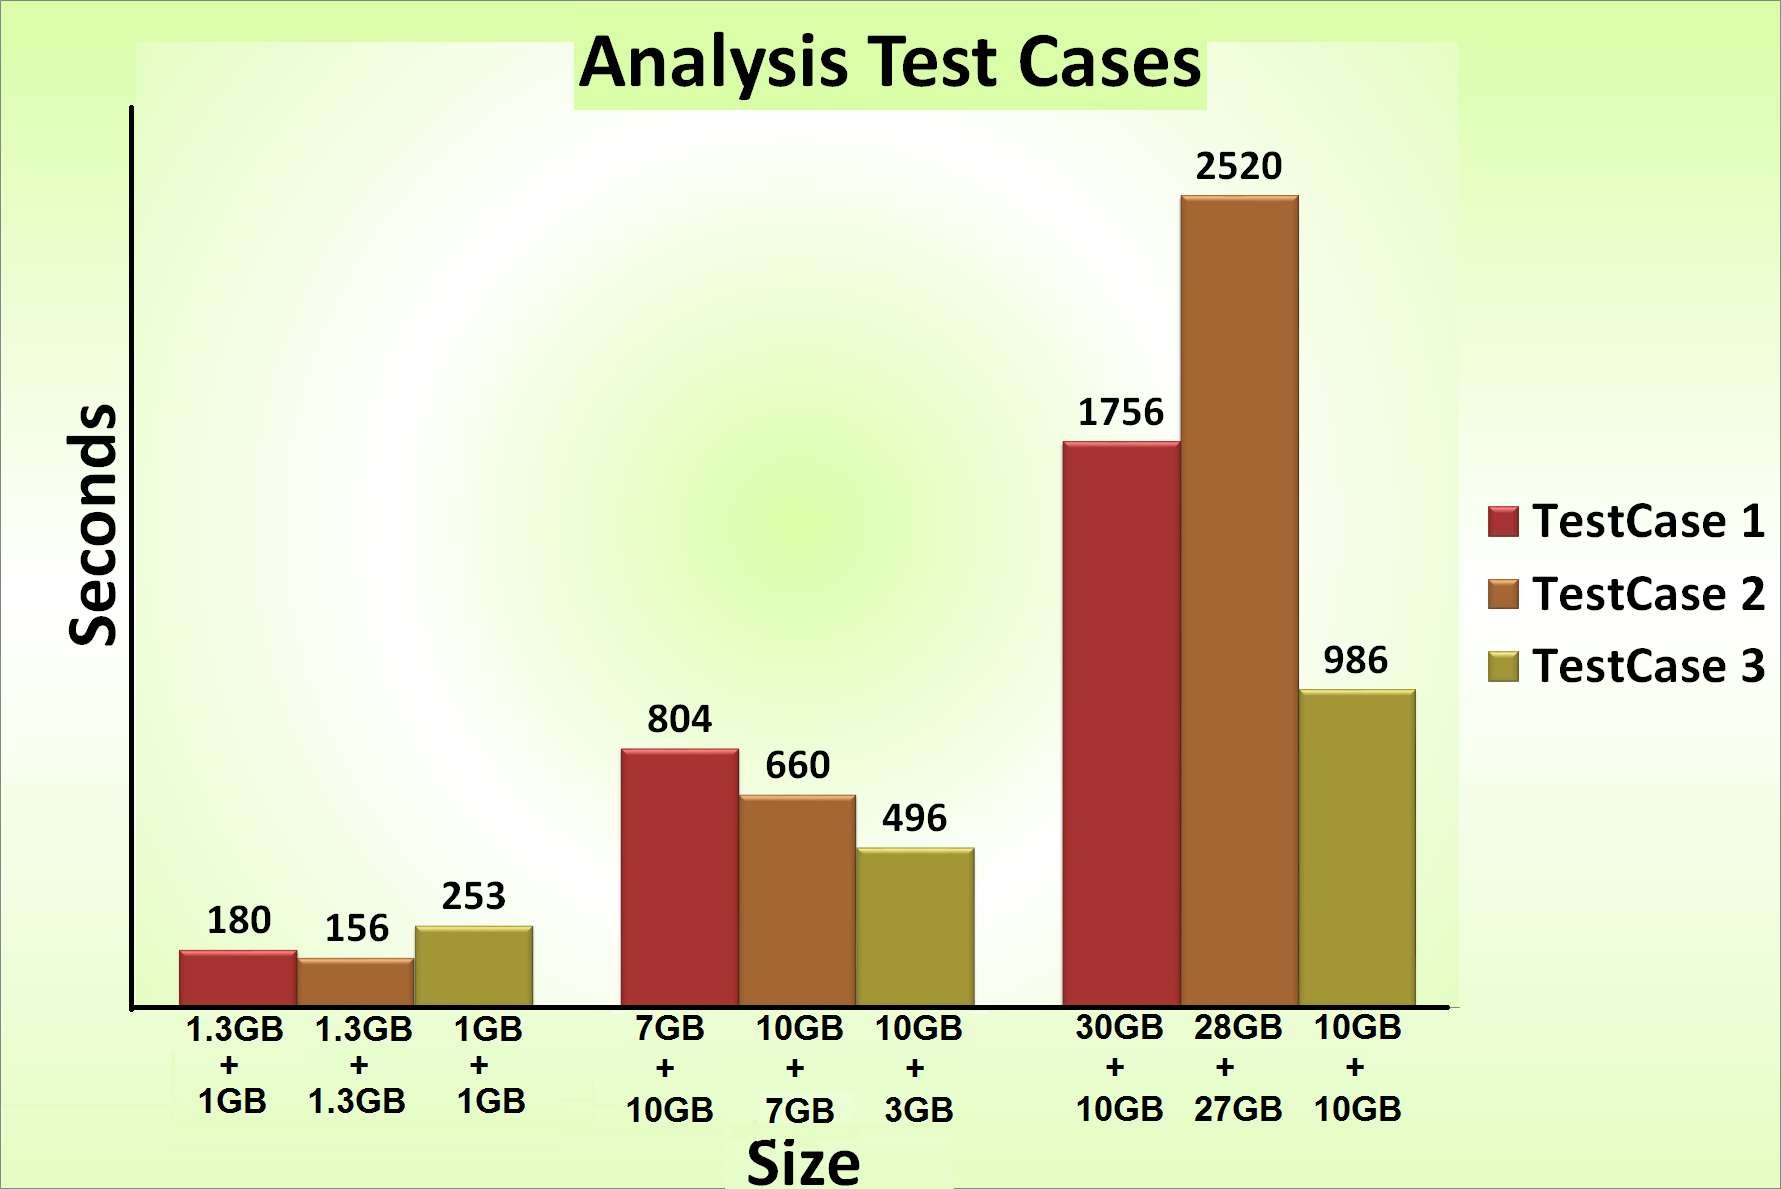 Analysis Test Cases
Seconds
2520
1756
986
804
660
496
253
180
156
TestCase 1
TestCase 2
TestCase 3
1.3GB 1.3GB 1GB 7GB 10GB 10GB 30GB 28GB 10GB
+ + + + + + + + +
1GB 1.3GB 1GB 10GB 7GB 3GB 10GB 27GB 10GB
Size